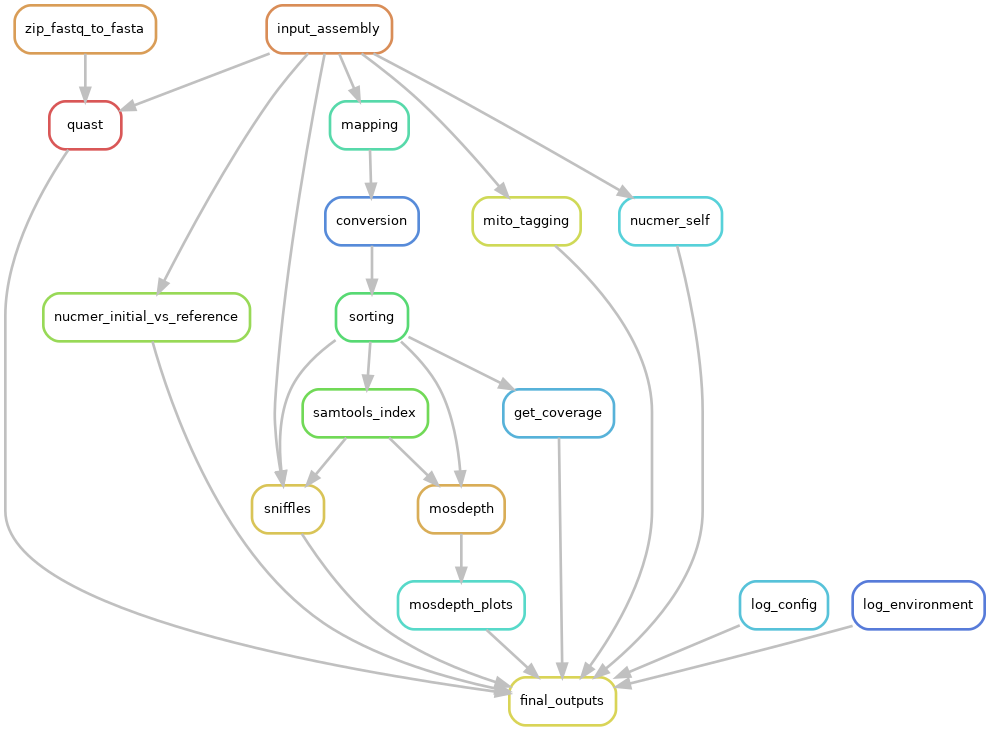 zip_fastq_to_fasta
input_assembly
quast
mapping
conversion
mito_tagging
nucmer_self
nucmer_initial_vs_reference
sorting
samtools_index
get_coverage
sniffles
mosdepth
mosdepth_plots
log_config
log_environment
final_outputs